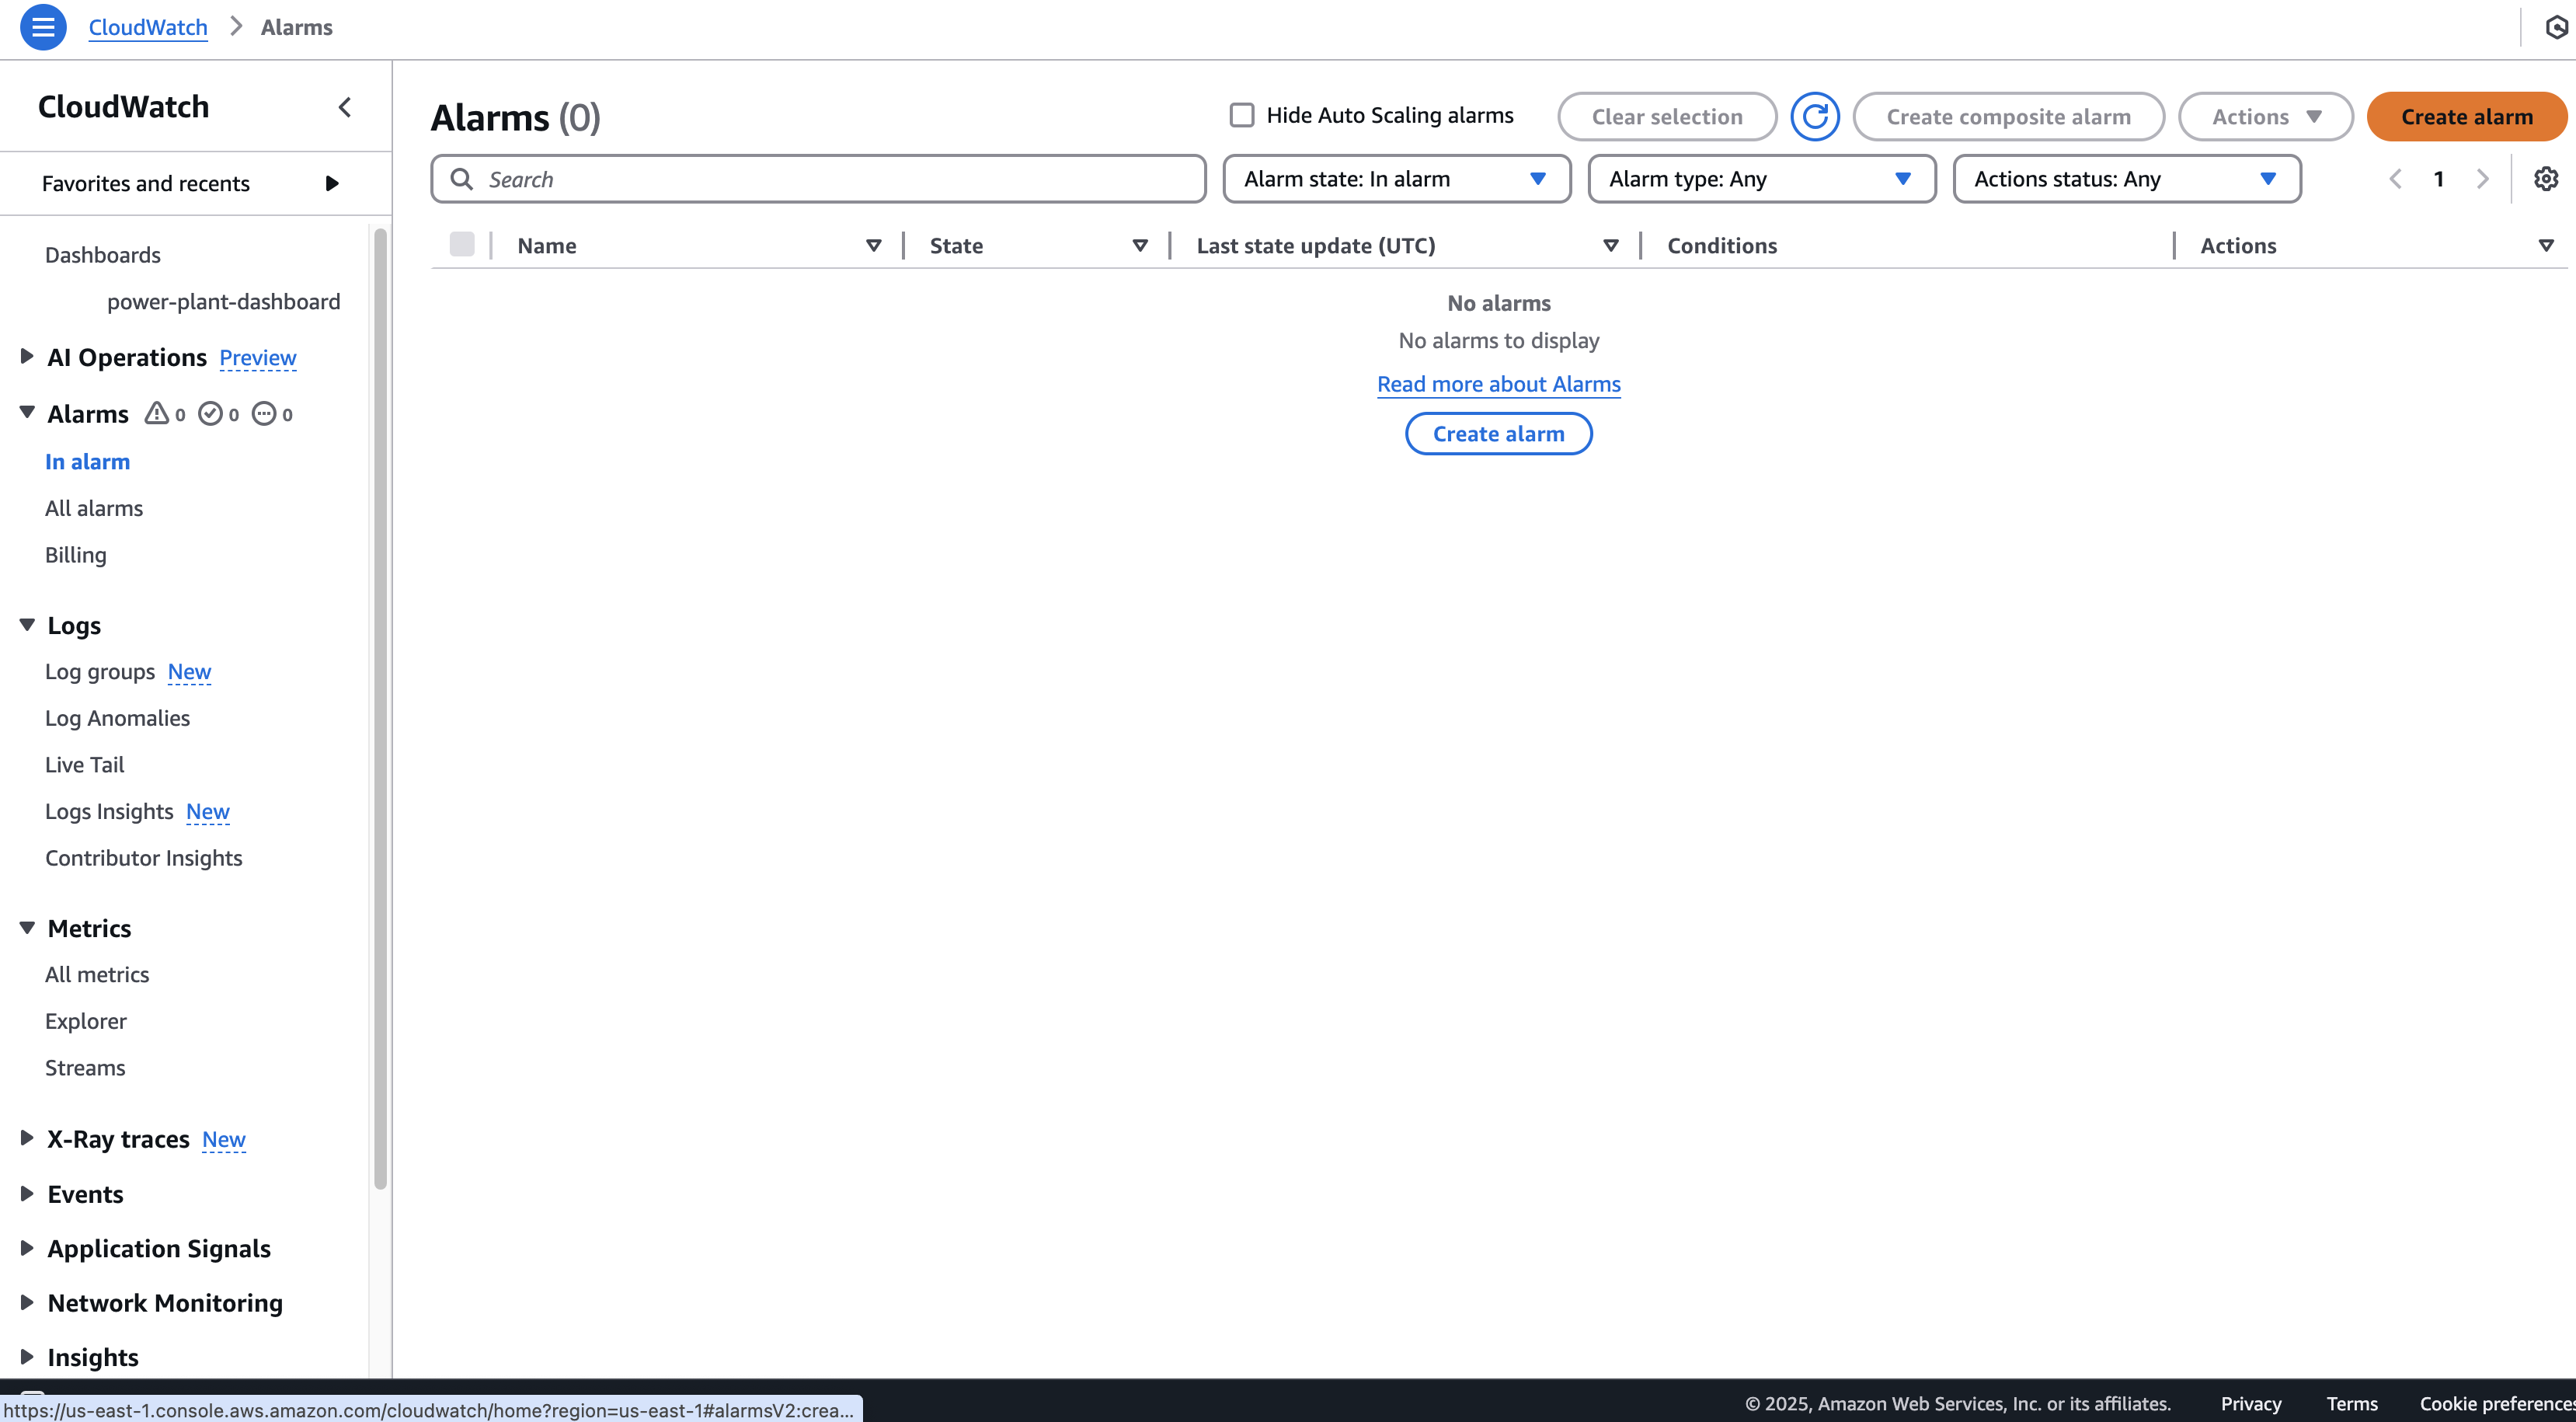 CloudWatch > Alarms
CloudWatch
Favorites and recents
Dashboards
power-plant-dashboard
AI Operations Preview
Alarms 0 0 0
In alarm
All alarms
Billing
Logs
Log groups New
Log Anomalies
Live Tail
Logs Insights New
Contributor Insights
Metrics
All metrics
Explorer
Streams
X-Ray traces New
Events
Application Signals
Network Monitoring
Insights
Alarms (0)
Hide Auto Scaling alarms
Clear selection
Create composite alarm
Actions
Create alarm
Search
Alarm state: In alarm
Alarm type: Any
Actions status: Any
1
Name
State
Last state update (UTC)
Conditions
Actions
No alarms
No alarms to display
Read more about Alarms
Create alarm
https://us-east-1.console.aws.amazon.com/cloudwatch/home?region=us-east-1#alarmsV2:crea...
© 2025, Amazon Web Services, Inc. or its affiliates.
Privacy
Terms
Cookie preference